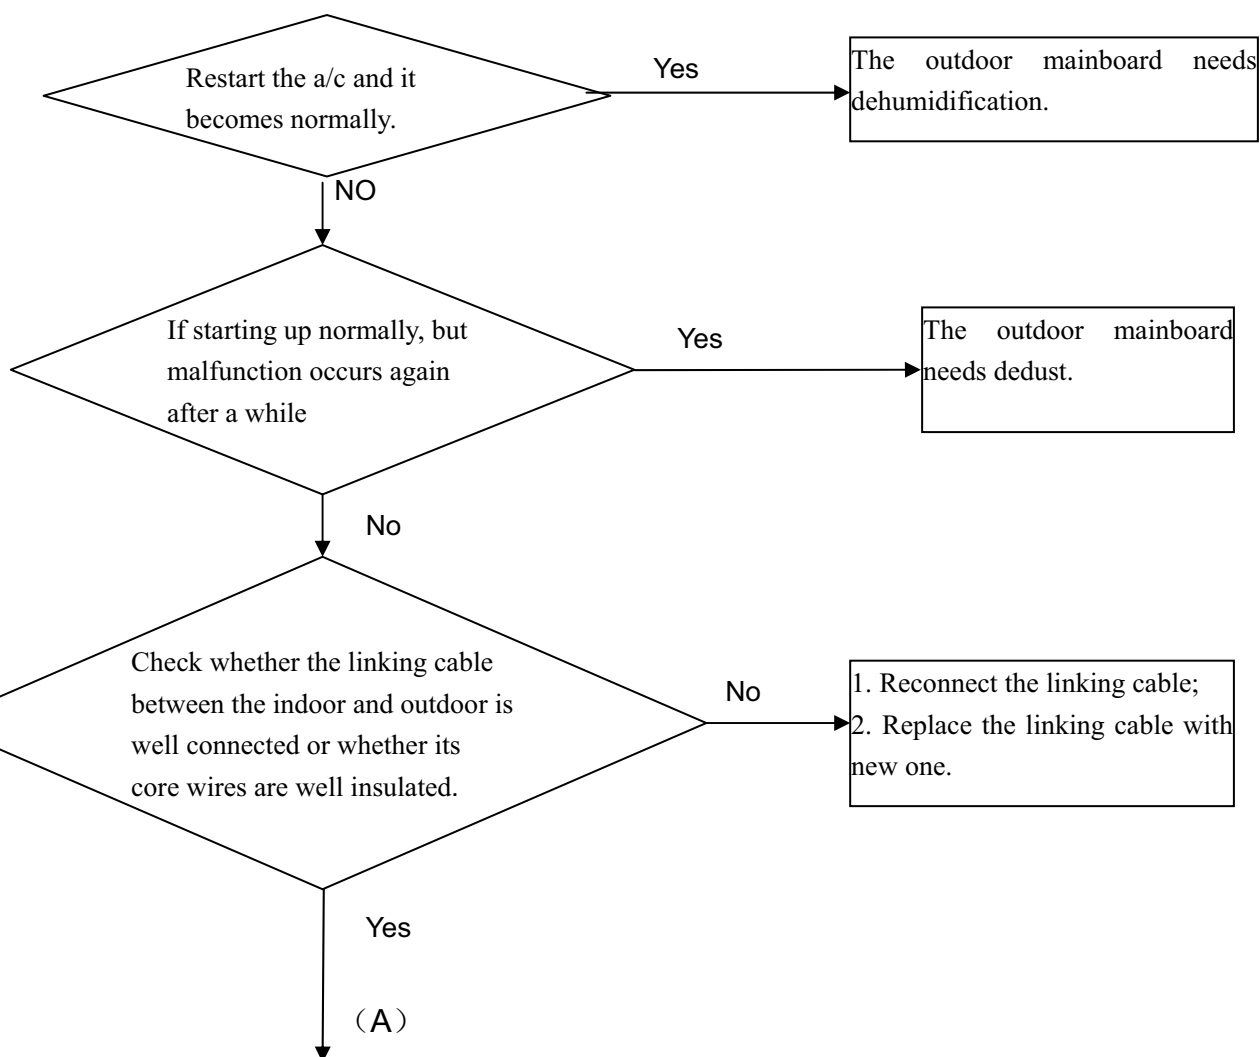 Restart the a/c and it
becomes normally.
Yes
The outdoor mainboard needs
dehumidification.
NO
If starting up normally, but
malfunction occurs again
after a while
Yes
The outdoor mainboard
needs dedust.
No
Check whether the linking cable
between the indoor and outdoor is
well connected or whether its
core wires are well insulated.
No
1. Reconnect the linking cable;
2. Replace the linking cable with
new one.
Yes
（A）